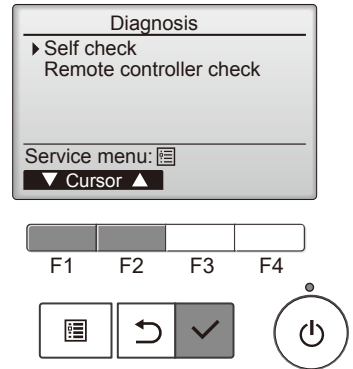 Diagnosis
Self check
Remote controller check
Service menu:
▼ Cursor ▲
F1 F2 F3 F4